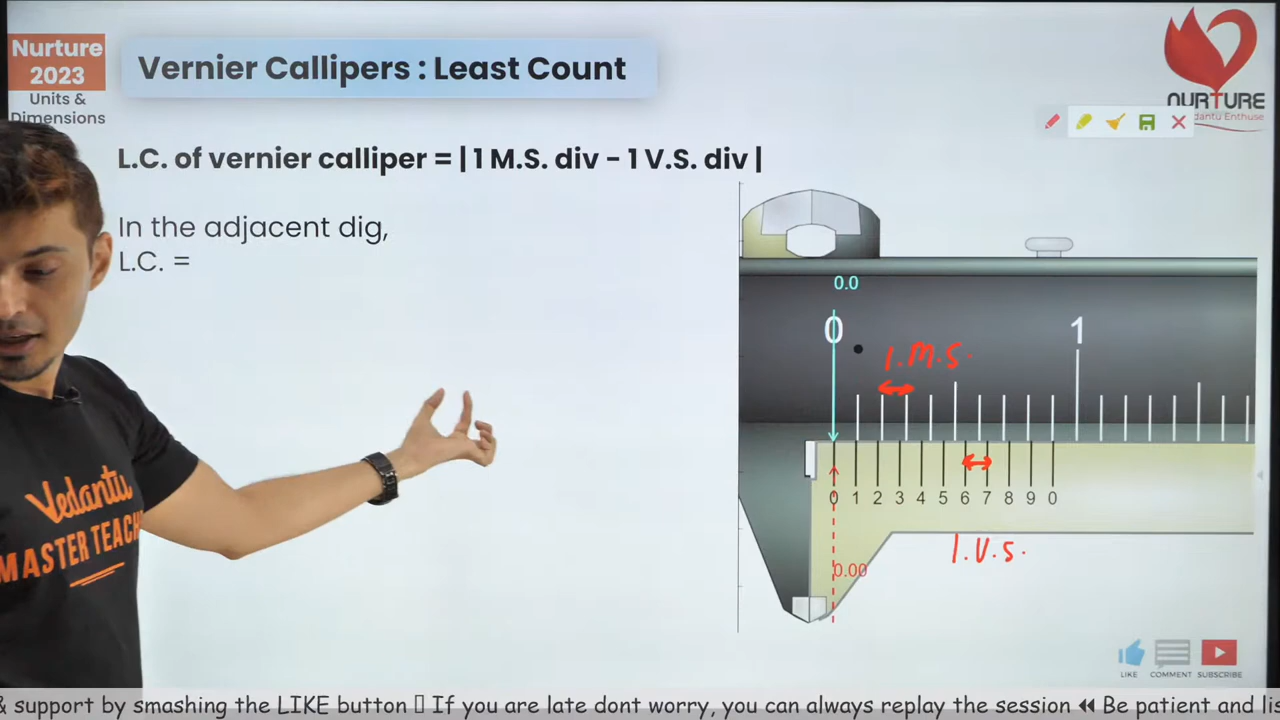 Nurture
2023
Units &
Dimensions
Vernier Callipers : Least Count
NURTURE
dantu Enthuse
L.C. of vernier calliper = | 1 M.S. div - 1 V.S. div |
In the adjacent dig,
L.C. =
0.0
0 1
1.M.S.
0 1 2 3 4 5 6 7 8 9 0
1.V.S.
0.00
Vedantu
MASTER TEACH
LIKE COMMENT SUBSCRIBE
& support by smashing the LIKE button If you are late dont worry, you can always replay the session Be patient and lis